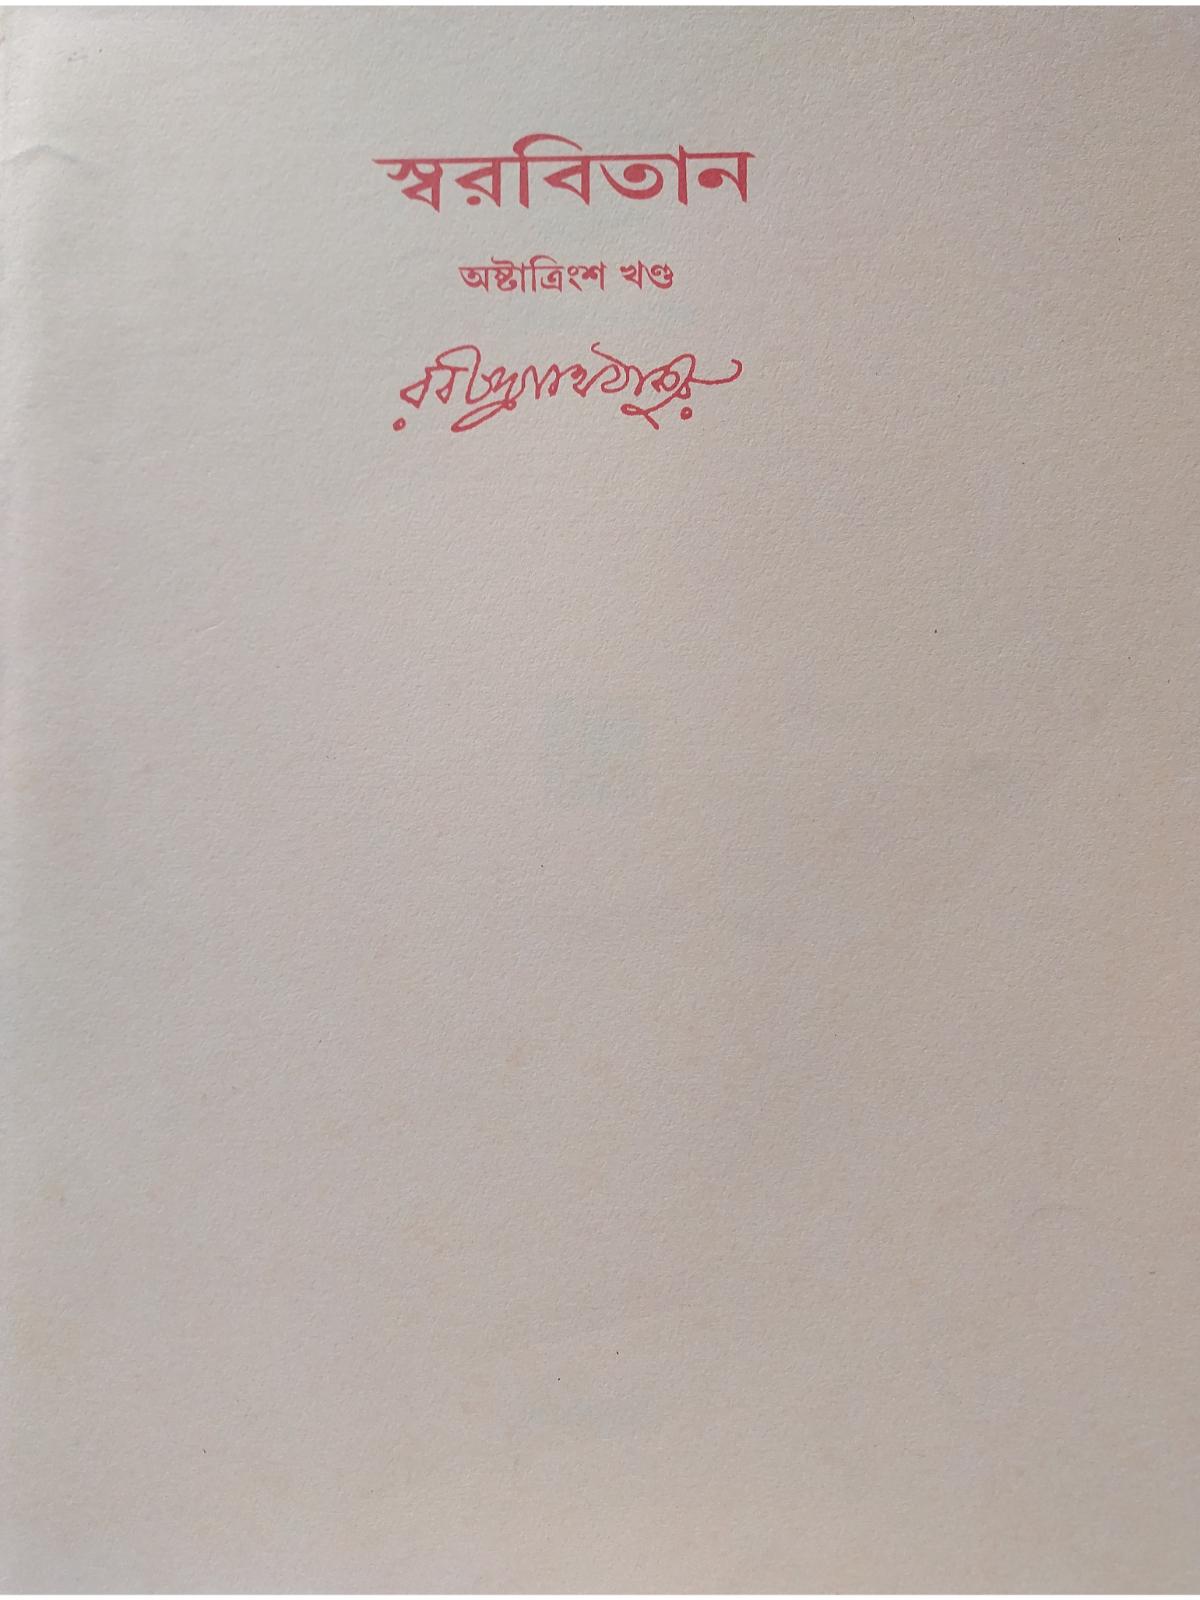 স্বরবিতান
অষ্টাত্রিংশ খণ্ড
রবীন্দ্রনাথ ঠাকুর